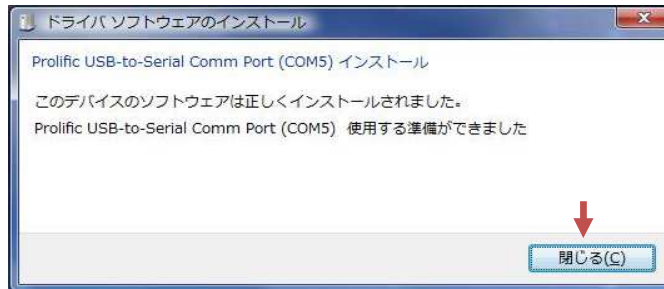 ドライバ ソフトウェアのインストール
Prolific USB-to-Serial Comm Port (COM5) インストール
このデバイスのソフトウェアは正しくインストールされました。
Prolific USB-to-Serial Comm Port (COM5) 使用する準備ができました
閉じる(C)